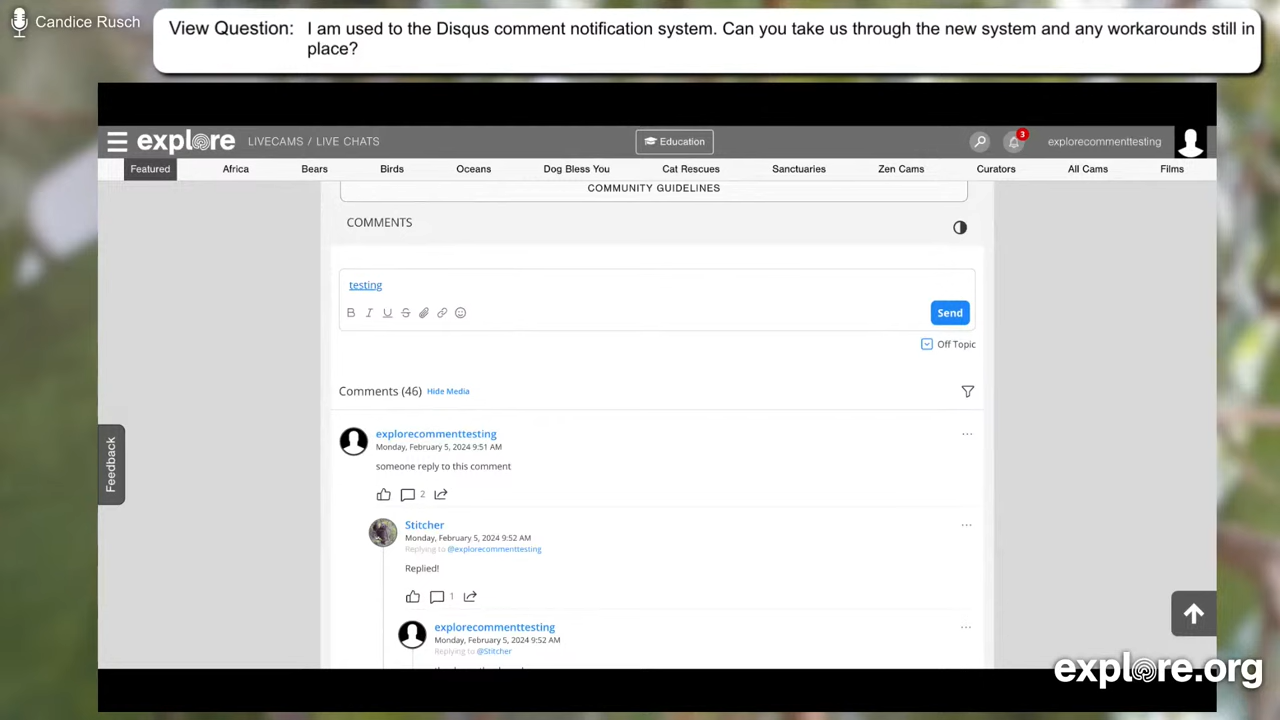 Candice Rusch
View Question: I am used to the Disqus comment notification system. Can you take us through the new system and any workarounds still in
place?
explore LIVECAMS / LIVE CHATS Education 3 explorecommenttesting
Featured Africa Bears Birds Oceans Dog Bless You Cat Rescues Sanctuaries Zen Cams Curators All Cams Films
COMMUNITY GUIDELINES
COMMENTS
testing
B I U S Send
Off Topic
Comments (46) Hide Media
explorecommenttesting
Monday, February 5, 2024 9:51 AM
someone reply to this comment
2
Stitcher
Monday, February 5, 2024 9:52 AM
Replying to @explorecommenttesting
Replied!
1
explorecommenttesting
Monday, February 5, 2024 9:52 AM
Replying to @Stitcher
Feedback
explore.org